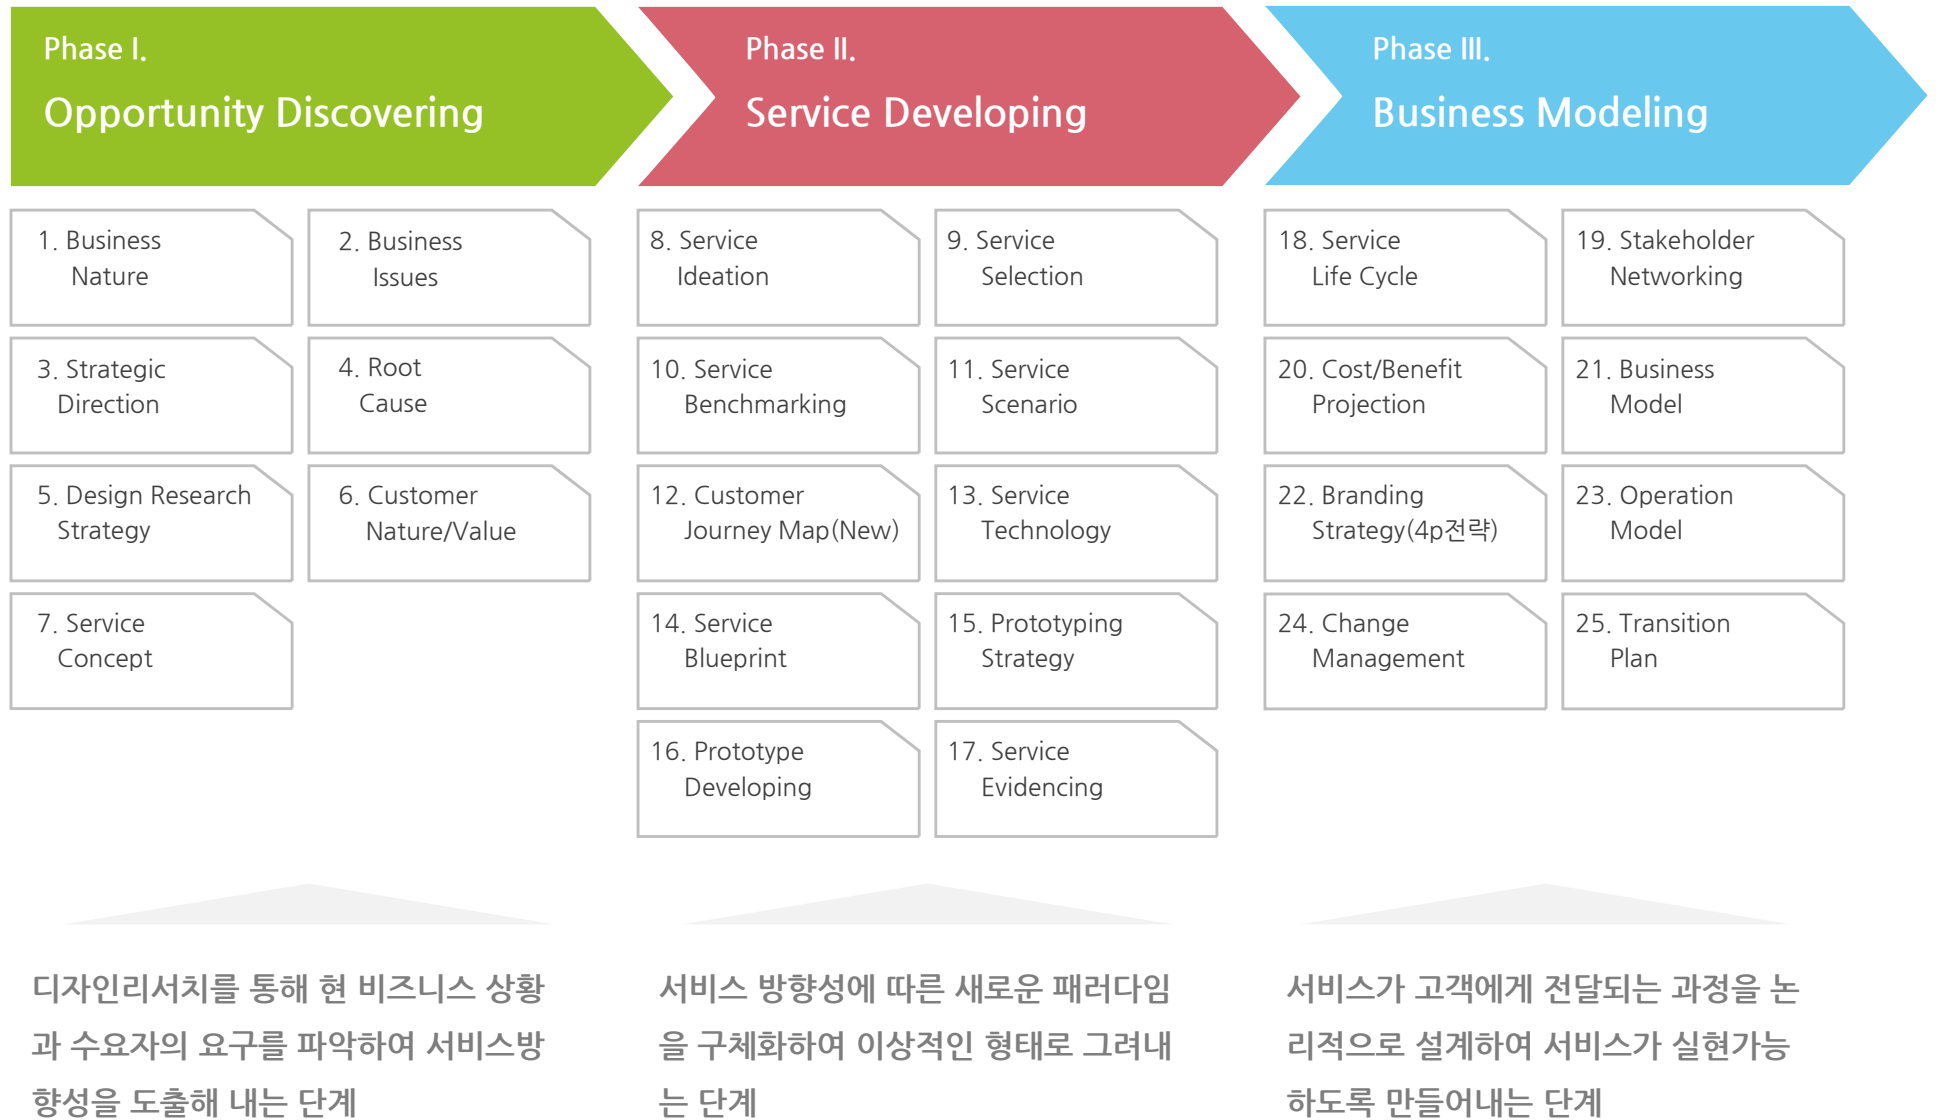 Phase I.
Opportunity Discovering
1. Business
Nature
2. Business
Issues
3. Strategic
Direction
4. Root
Cause
5. Design Research
Strategy
6. Customer
Nature/Value
7. Service
Concept
디자인리서치를 통해 현 비즈니스 상황
과 수요자의 요구를 파악하여 서비스방
향성을 도출해 내는 단계
Phase II.
Service Developing
8. Service
Ideation
9. Service
Selection
10. Service
Benchmarking
11. Service
Scenario
12. Customer
Journey Map(New)
13. Service
Technology
14. Service
Blueprint
15. Prototyping
Strategy
16. Prototype
Developing
17. Service
Evidencing
서비스 방향성에 따른 새로운 패러다임
을 구체화하여 이상적인 형태로 그려내
는 단계
Phase III.
Business Modeling
18. Service
Life Cycle
19. Stakeholder
Networking
20. Cost/Benefit
Projection
21. Business
Model
22. Branding
Strategy(4p전략)
23. Operation
Model
24. Change
Management
25. Transition
Plan
서비스가 고객에게 전달되는 과정을 논
리적으로 설계하여 서비스가 실현가능
하도록 만들어내는 단계